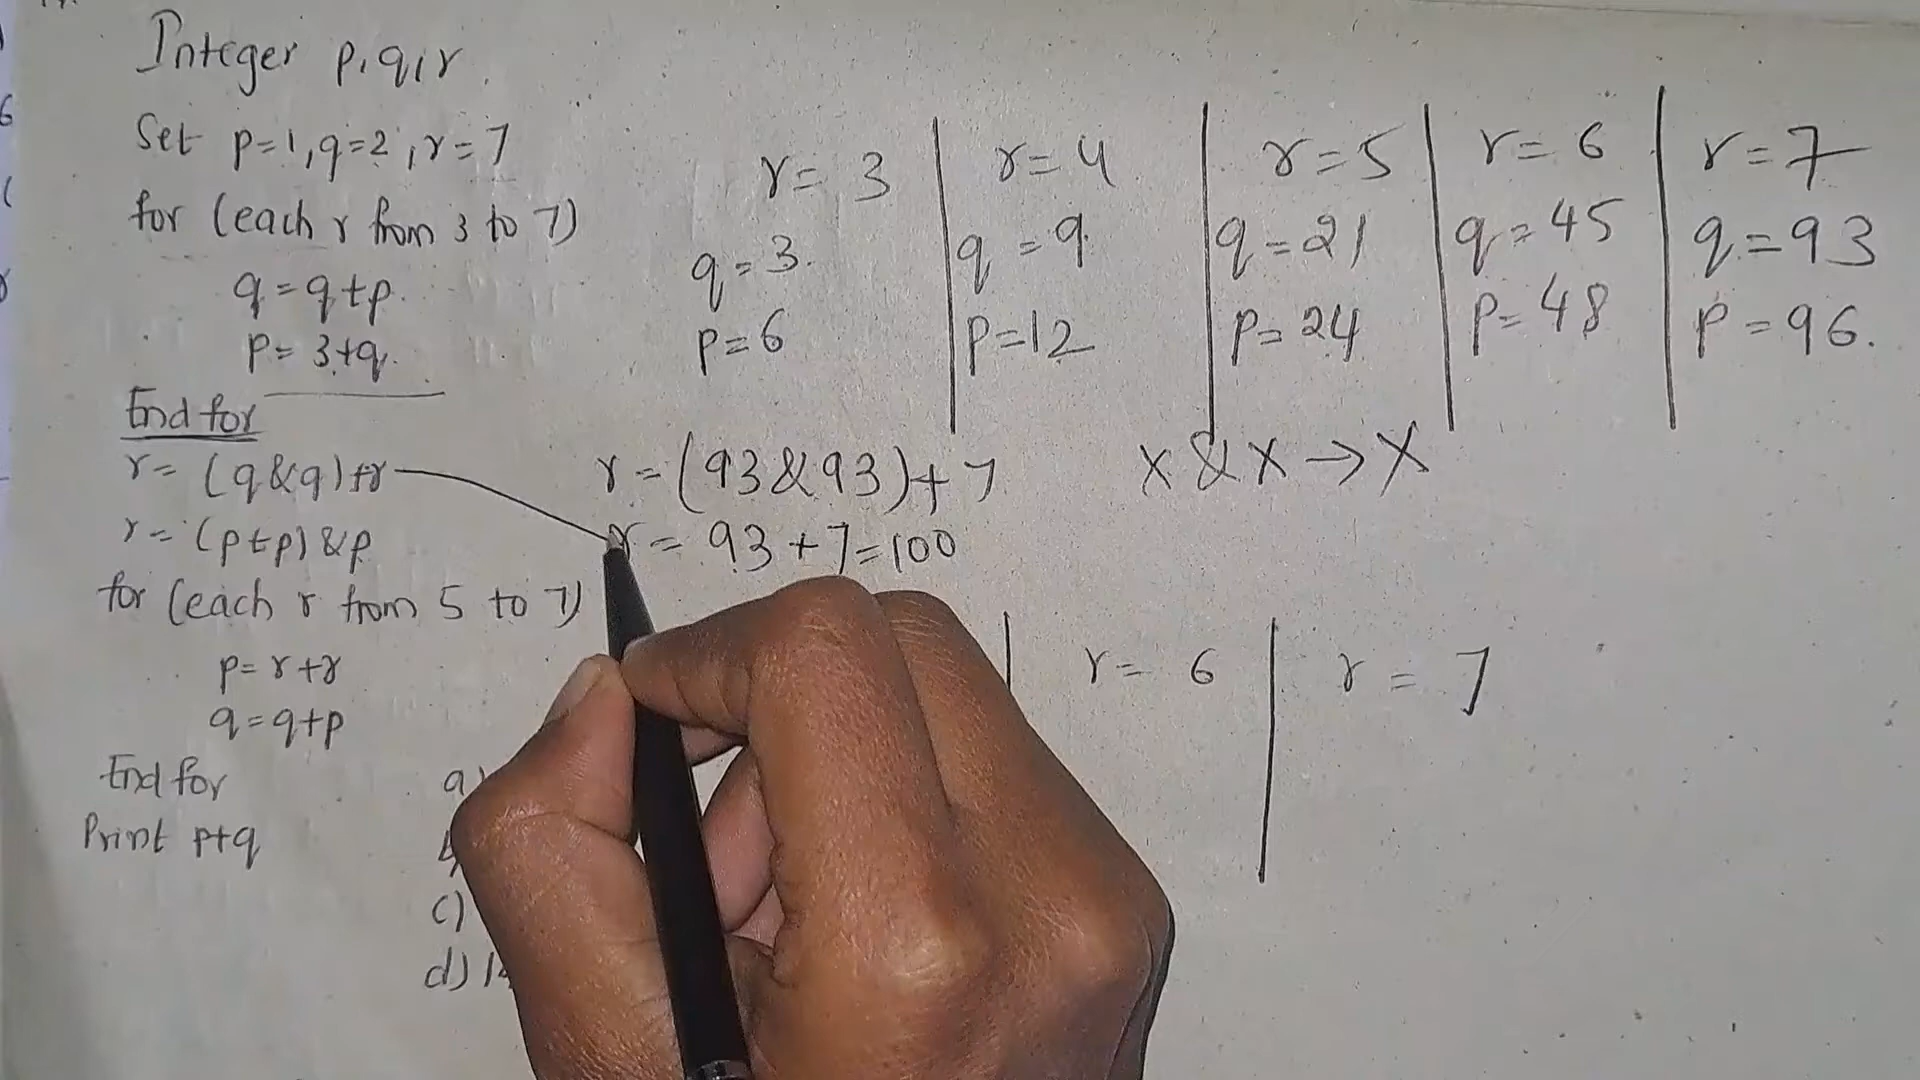 Integer p,q,r.
Set p=1,q=2,r=7
for (each r from 3 to 7)
q=q+p.
p= 3+q.
End for
r= (q&q)+r
r= (p+p)&p
for (each r from 5 to 7)
p= r+r
q=q+p
End for
Print p+q
a)
c)
d)
r= 3
q=3.
p=6
r=4
q=9
p=12
r=5
q=21
p=24
r=6
q=45
p=48
r=7
q=93
p=96.
r=(93&93)+7
r= 93+7=100
X&X→X
r= 6
r=7